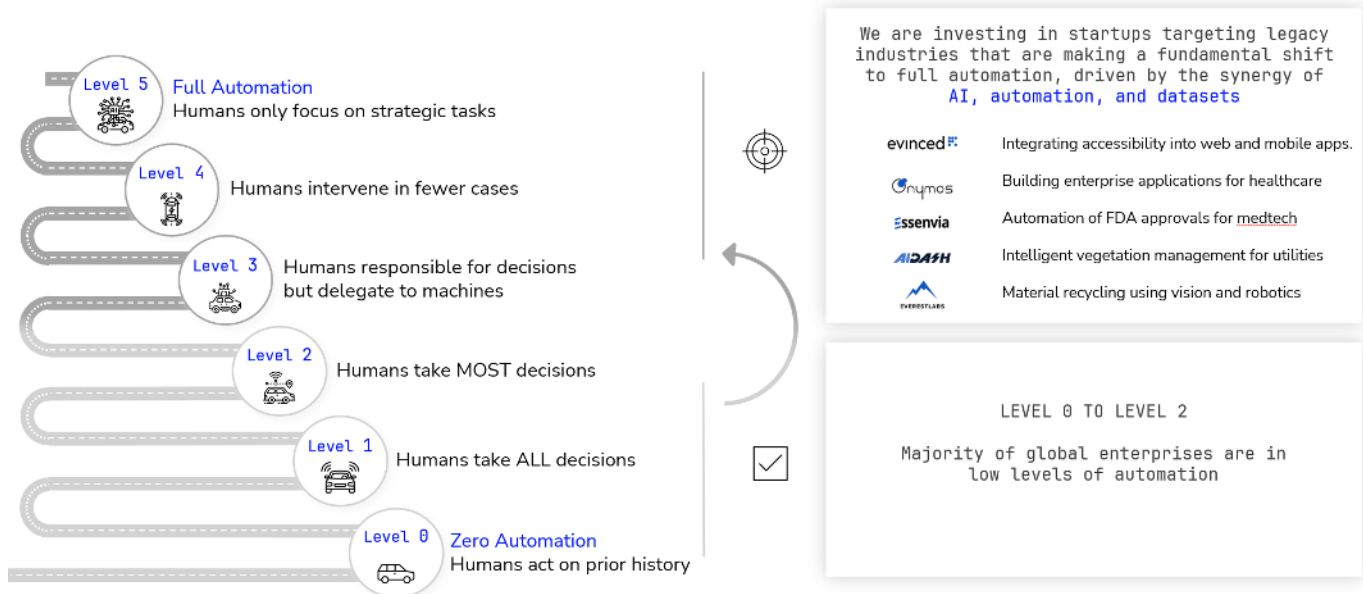 Level 5
Full Automation
Humans only focus on strategic tasks
Level 4
Humans intervene in fewer cases
Level 3
Humans responsible for decisions
but delegate to machines
Level 2
Humans take MOST decisions
Level 1
Humans take ALL decisions
Level 0
Zero Automation
Humans act on prior history
We are investing in startups targeting legacy
industries that are making a fundamental shift
to full automation, driven by the synergy of
AI, automation, and datasets
evinced
Integrating accessibility into web and mobile apps.
Onymos
Building enterprise applications for healthcare
Essenvia
Automation of FDA approvals for medtech
AIDASH
Intelligent vegetation management for utilities
EVERESTLABS
Material recycling using vision and robotics
LEVEL 0 TO LEVEL 2
Majority of global enterprises are in
low levels of automation